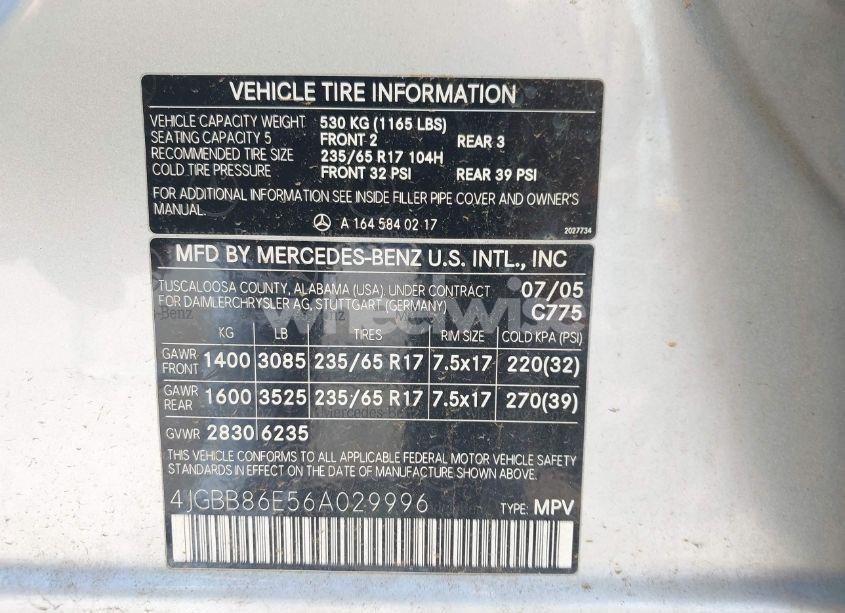 VEHICLE TIRE INFORMATION
VEHICLE CAPACITY WEIGHT 530 KG (1165 LBS)
SEATING CAPACITY 5 FRONT 2 REAR 3
RECOMMENDED TIRE SIZE 235/65 R17 104H
COLD TIRE PRESSURE FRONT 32 PSI REAR 39 PSI
FOR ADDITIONAL INFORMATION SEE INSIDE FILLER PIPE COVER AND OWNER'S
MANUAL.
A 164 584 02 17
2027734
MFD BY MERCEDES-BENZ U.S. INTL., INC
TUSCALOOSA COUNTY, ALABAMA (USA), UNDER CONTRACT 07/05
FOR DAIMLERCHRYSLER AG, STUTTGART (GERMANY) C775
KG LB TIRES RIM SIZE COLD KPA (PSI)
GAWR FRONT 1400 3085 235/65 R17 7.5x17 220(32)
GAWR REAR 1600 3525 235/65 R17 7.5x17 270(39)
GVWR 2830 6235
THIS VEHICLE CONFORMS TO ALL APPLICABLE FEDERAL MOTOR VEHICLE SAFETY
STANDARDS IN EFFECT ON THE DATE OF MANUFACTURE SHOWN ABOVE.
4JGBB86E56A029996 TYPE: MPV